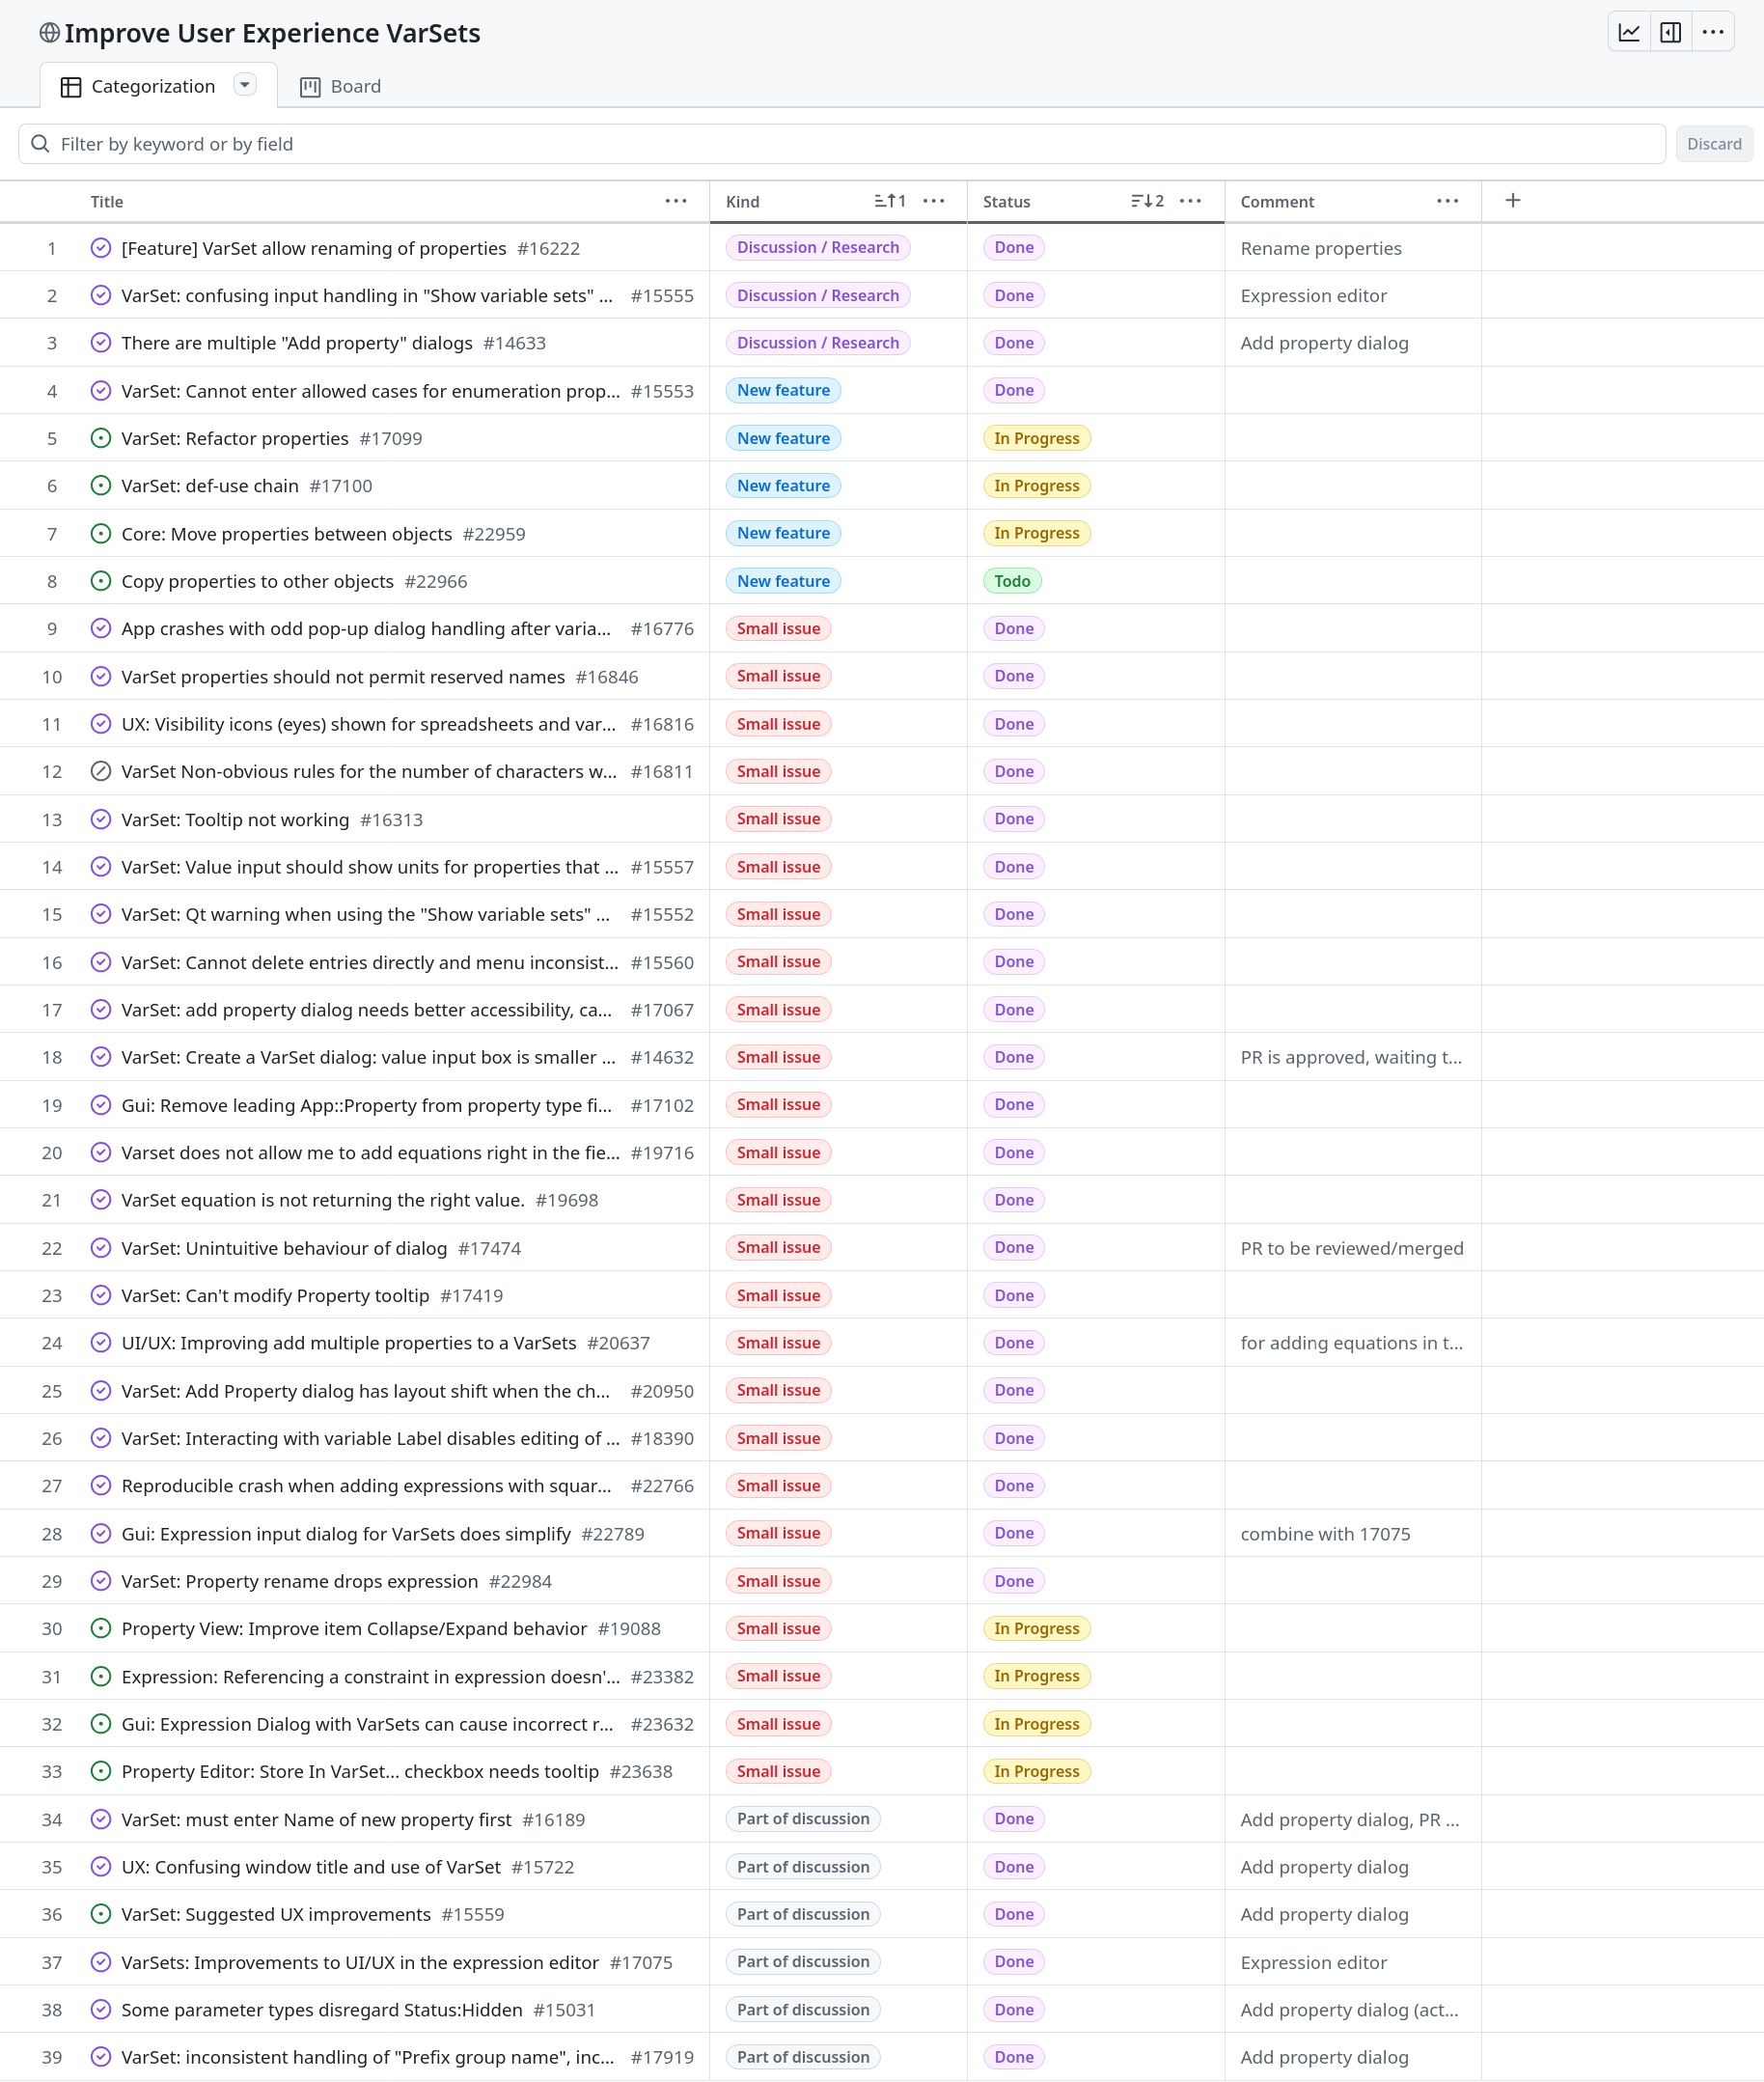 Improve User Experience VarSets
Categorization Board
Filter by keyword or by field Discard
Title Kind 1 Status 2 Comment
1 [Feature] VarSet allow renaming of properties #16222 Discussion / Research Done Rename properties
2 VarSet: confusing input handling in "Show variable sets" ... #15555 Discussion / Research Done Expression editor
3 There are multiple "Add property" dialogs #14633 Discussion / Research Done Add property dialog
4 VarSet: Cannot enter allowed cases for enumeration prop... #15553 New feature Done
5 VarSet: Refactor properties #17099 New feature In Progress
6 VarSet: def-use chain #17100 New feature In Progress
7 Core: Move properties between objects #22959 New feature In Progress
8 Copy properties to other objects #22966 New feature Todo
9 App crashes with odd pop-up dialog handling after varia... #16776 Small issue Done
10 VarSet properties should not permit reserved names #16846 Small issue Done
11 UX: Visibility icons (eyes) shown for spreadsheets and var... #16816 Small issue Done
12 VarSet Non-obvious rules for the number of characters w... #16811 Small issue Done
13 VarSet: Tooltip not working #16313 Small issue Done
14 VarSet: Value input should show units for properties that ... #15557 Small issue Done
15 VarSet: Qt warning when using the "Show variable sets" ... #15552 Small issue Done
16 VarSet: Cannot delete entries directly and menu inconsist... #15560 Small issue Done
17 VarSet: add property dialog needs better accessibility, ca... #17067 Small issue Done
18 VarSet: Create a VarSet dialog: value input box is smaller ... #14632 Small issue Done PR is approved, waiting t...
19 Gui: Remove leading App::Property from property type fi... #17102 Small issue Done
20 Varset does not allow me to add equations right in the fie... #19716 Small issue Done
21 VarSet equation is not returning the right value. #19698 Small issue Done
22 VarSet: Unintuitive behaviour of dialog #17474 Small issue Done PR to be reviewed/merged
23 VarSet: Can't modify Property tooltip #17419 Small issue Done
24 UI/UX: Improving add multiple properties to a VarSets #20637 Small issue Done for adding equations in t...
25 VarSet: Add Property dialog has layout shift when the ch... #20950 Small issue Done
26 VarSet: Interacting with variable Label disables editing of ... #18390 Small issue Done
27 Reproducible crash when adding expressions with squar... #22766 Small issue Done
28 Gui: Expression input dialog for VarSets does simplify #22789 Small issue Done combine with 17075
29 VarSet: Property rename drops expression #22984 Small issue Done
30 Property View: Improve item Collapse/Expand behavior #19088 Small issue In Progress
31 Expression: Referencing a constraint in expression doesn'... #23382 Small issue In Progress
32 Gui: Expression Dialog with VarSets can cause incorrect r... #23632 Small issue In Progress
33 Property Editor: Store In VarSet... checkbox needs tooltip #23638 Small issue In Progress
34 VarSet: must enter Name of new property first #16189 Part of discussion Done Add property dialog, PR ...
35 UX: Confusing window title and use of VarSet #15722 Part of discussion Done Add property dialog
36 VarSet: Suggested UX improvements #15559 Part of discussion Done Add property dialog
37 VarSets: Improvements to UI/UX in the expression editor #17075 Part of discussion Done Expression editor
38 Some parameter types disregard Status:Hidden #15031 Part of discussion Done Add property dialog (act...
39 VarSet: inconsistent handling of "Prefix group name", inc... #17919 Part of discussion Done Add property dialog